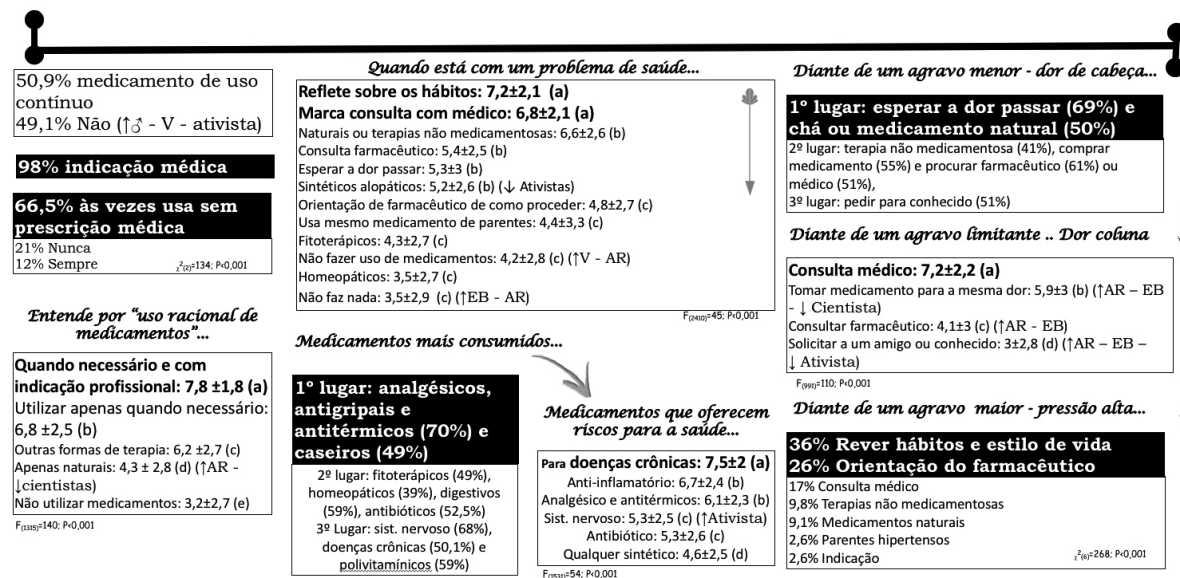 50,9% medicamento de uso
contínuo
49,1% Não (↑♂ - V - ativista)
98% indicação médica
66,5% às vezes usa sem
prescrição médica
21% Nunca
12% Sempre
χ²(2)=134; P<0,001
Entende por “uso racional de
medicamentos”...
Quando necessário e com
indicação profissional: 7,8 ±1,8 (a)
Utilizar apenas quando necessário:
6,8 ±2,5 (b)
Outras formas de terapia: 6,2 ±2,7 (c)
Apenas naturais: 4,3 ± 2,8 (d) (↑AR -
↓cientistas)
Não utilizar medicamentos: 3,2±2,7 (e)
F(1315)=140; P<0,001
Quando está com um problema de saúde...
Reflete sobre os hábitos: 7,2±2,1 (a)
Marca consulta com médico: 6,8±2,1 (a)
Naturais ou terapias não medicamentosas: 6,6±2,6 (b)
Consulta farmacêutico: 5,4±2,5 (b)
Esperar a dor passar: 5,3±3 (b)
Sintéticos alopáticos: 5,2±2,6 (b) (↓ Ativistas)
Orientação de farmacêutico de como proceder: 4,8±2,7 (c)
Usa mesmo medicamento de parentes: 4,4±3,3 (c)
Fitoterápicos: 4,3±2,7 (c)
Não fazer uso de medicamentos: 4,2±2,8 (c) (↑V - AR)
Homeopáticos: 3,5±2,7 (c)
Não faz nada: 3,5±2,9 (c) (↑EB - AR)
F(2410)=45; P<0,001
Medicamentos mais consumidos...
1º lugar: analgésicos,
antigripais e
antitérmicos (70%) e
caseiros (49%)
2º lugar: fitoterápicos (49%),
homeopáticos (39%), digestivos
(59%), antibióticos (52,5%)
3º Lugar: sist. nervoso (68%),
doenças crônicas (50,1%) e
polivitamínicos (59%)
Medicamentos que oferecem
riscos para à saúde...
Para doenças crônicas: 7,5±2 (a)
Anti-inflamatório: 6,7±2,4 (b)
Analgésico e antitérmicos: 6,1±2,3 (b)
Sist. nervoso: 5,3±2,5 (c) (↑Ativista)
Antibiótico: 5,3±2,6 (c)
Qualquer sintético: 4,6±2,5 (d)
F(1531)=54; P<0,001
Diante de um agravo menor - dor de cabeça...
1º lugar: esperar a dor passar (69%) e
chá ou medicamento natural (50%)
2º lugar: terapia não medicamentosa (41%), comprar
medicamento (55%) e procurar farmacêutico (61%) ou
médico (51%),
3º lugar: pedir para conhecido (51%)
Diante de um agravo limitante .. Dor coluna
Consulta médico: 7,2±2,2 (a)
Tomar medicamento para a mesma dor: 5,9±3 (b) (↑AR – EB
- ↓ Cientista)
Consultar farmacêutico: 4,1±3 (c) (↑AR - EB)
Solicitar a um amigo ou conhecido: 3±2,8 (d) (↑AR – EB –
↓ Ativista)
F(991)=110; P<0,001
Diante de um agravo maior - pressão alta...
36% Rever hábitos e estilo de vida
26% Orientação do farmacêutico
17% Consulta médico
9,8% Terapias não medicamentosas
9,1% Medicamentos naturais
2,6% Parentes hipertensos
2,6% Indicação
χ²(6)=268; P<0,001